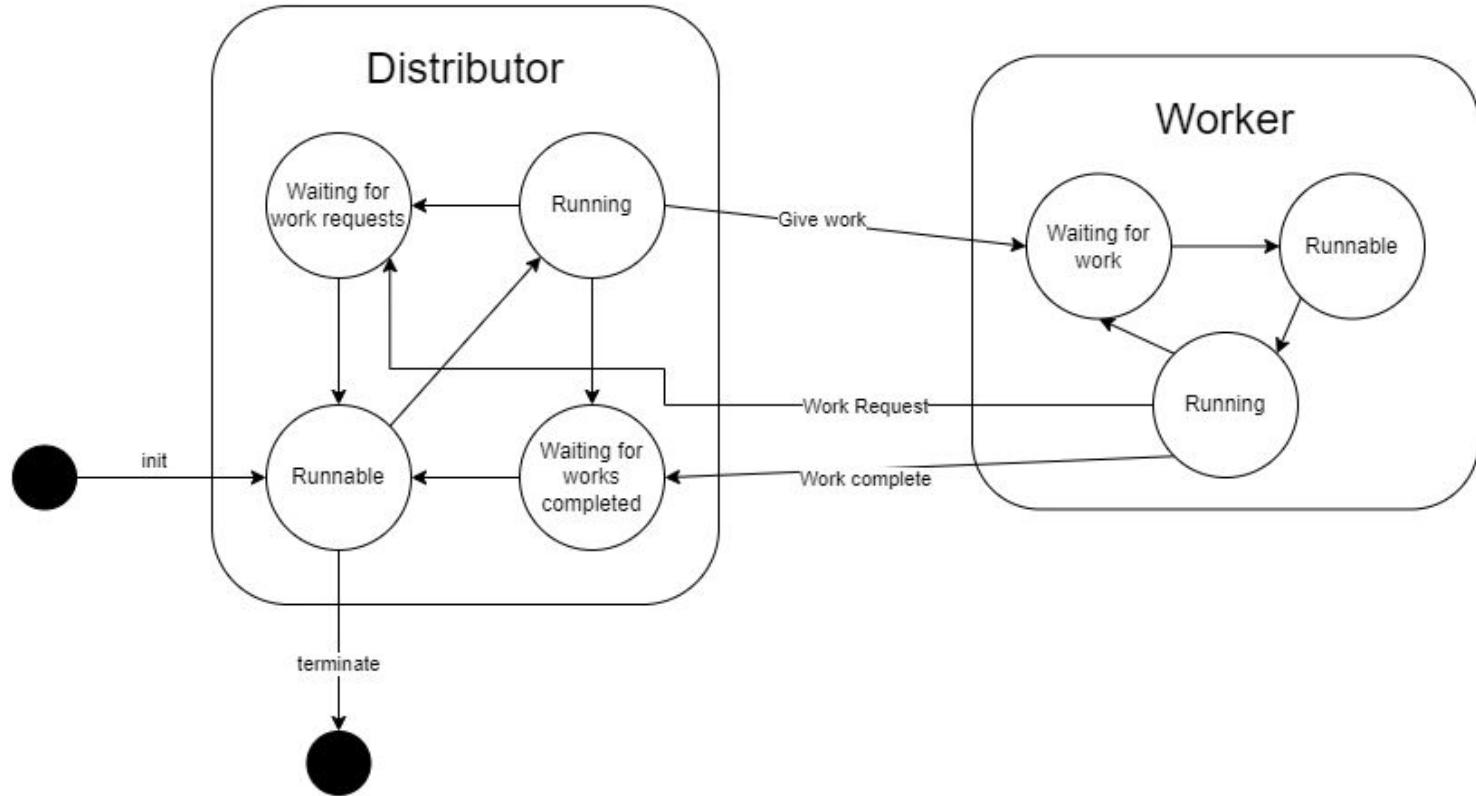 Distributor
Worker
Waiting for
work requests
Running
Give work
Waiting for
work
Runnable
Work Request
Running
init
Runnable
Waiting for
works
completed
Work complete
terminate